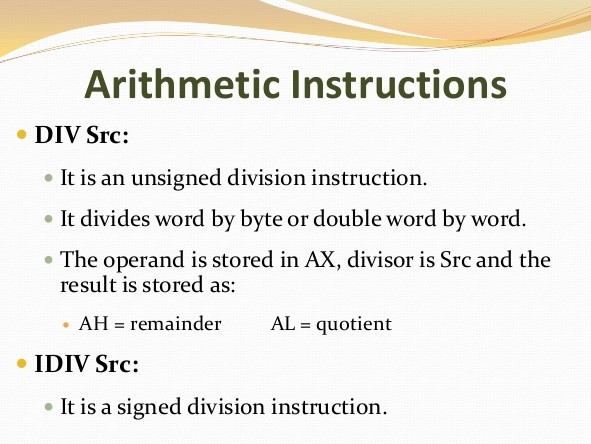 Arithmetic Instructions
• DIV Src:
• It is an unsigned division instruction.
• It divides word by byte or double word by word.
• The operand is stored in AX, divisor is Src and the
result is stored as:
• AH = remainder AL = quotient
• IDIV Src:
• It is a signed division instruction.